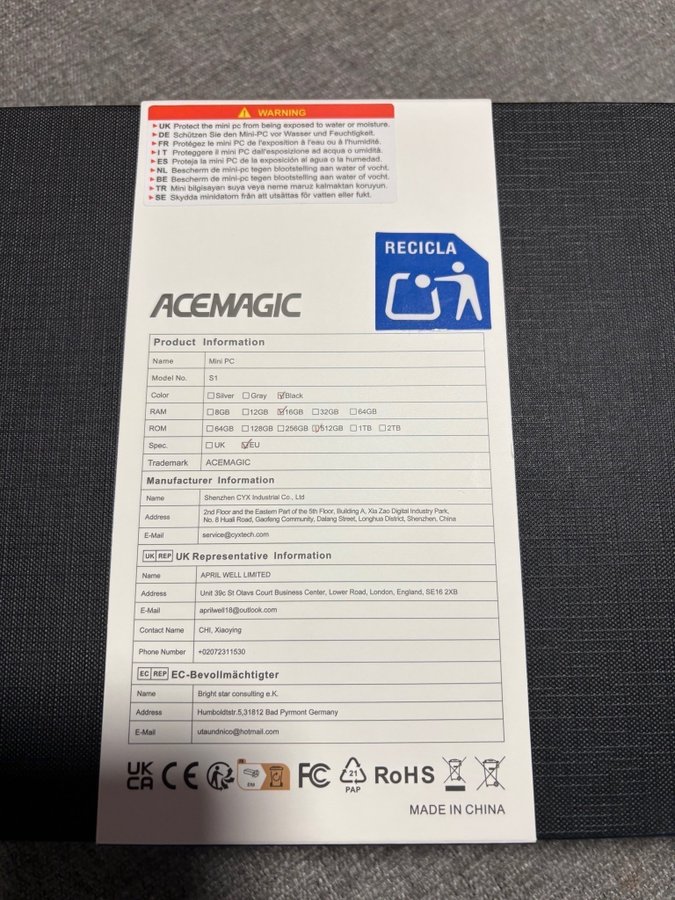 WARNING
UK Protect the mini pc from being exposed to water or moisture.
DE Schützen Sie den Mini-PC vor Wasser und Feuchtigkeit.
FR Protégez le mini PC de l'exposition à l'eau ou à l'humidité.
IT Proteggere il mini PC dall'esposizione ad acqua o umidità.
ES Proteja la mini PC de la exposición al agua o la humedad.
NL Bescherm de mini-pc tegen blootstelling aan water of vocht.
BE Bescherm de mini-pc tegen blootstelling aan water of vocht.
TR Mini bilgisayarı suya veya neme maruz kalmaktan koruyun.
SE Skydda minidatorn från att utsättas för vatten eller fukt.
RECICLA
ACEMAGIC
Product Information
Name Mini PC
Model No. S1
Color ☐Silver ☐Gray ☑Black
RAM ☐8GB ☐12GB ☑16GB ☐32GB ☐64GB
ROM ☐64GB ☐128GB ☐256GB ☑512GB ☐1TB ☐2TB
Spec. ☐UK ☑EU
Trademark ACEMAGIC
Manufacturer Information
Name Shenzhen CYX Industrial Co., Ltd
Address 2nd Floor and the Eastern Part of the 5th Floor, Building A, Xia Zao Digital Industry Park,
No. 8 Huali Road, Gaofeng Community, Dalang Street, Longhua District, Shenzhen, China
E-Mail service@cyxtech.com
UK REP UK Representative Information
Name APRIL WELL LIMITED
Address Unit 39c St Olavs Court Business Center, Lower Road, London, England, SE16 2XB
E-Mail aprilwell18@outlook.com
Contact Name CHI, Xiaoying
Phone Number +02072311530
EC REP EC-Bevollmächtigter
Name Bright star consulting e.K.
Address Humboldtstr.5,31812 Bad Pyrmont Germany
E-Mail utaundnico@hotmail.com
UK CA CE FC 21 PAP RoHS
MADE IN CHINA